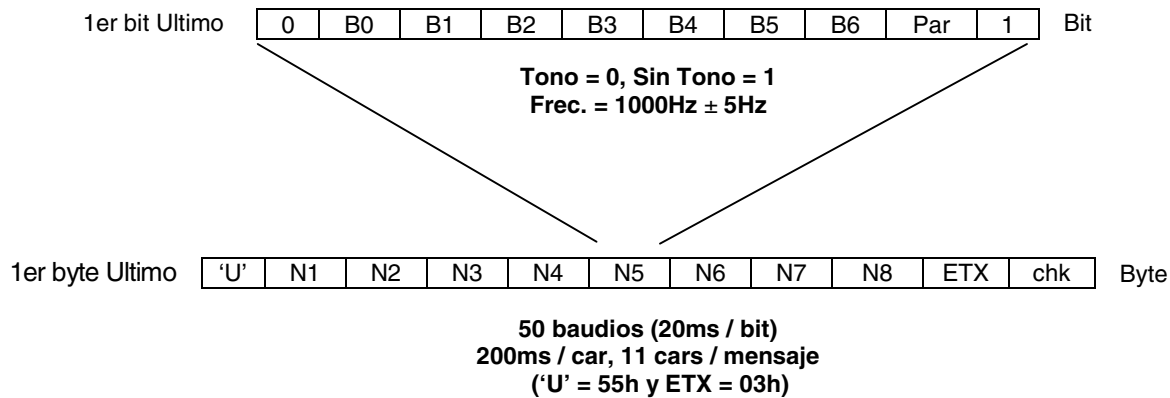 1er bit Ultimo 0 B0 B1 B2 B3 B4 B5 B6 Par 1 Bit
Tono = 0, Sin Tono = 1
Frec. = 1000Hz ± 5Hz
1er byte Ultimo ‘U’ N1 N2 N3 N4 N5 N6 N7 N8 ETX chk Byte
50 baudios (20ms / bit)
200ms / car, 11 cars / mensaje
(‘U’ = 55h y ETX = 03h)